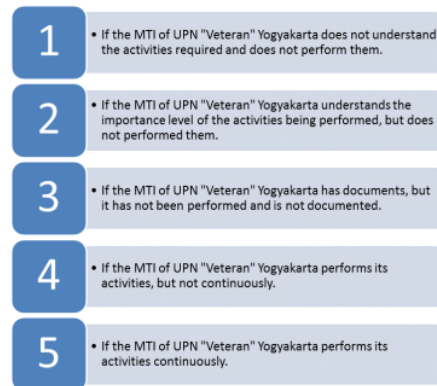 1
• If the MTI of UPN "Veteran" Yogyakarta does not understand
the activities required and does not perform them.
2
• If the MTI of UPN "Veteran" Yogyakarta understands the
importance level of the activities being performed, but does
not performed them.
3
• If the MTI of UPN "Veteran" Yogyakarta has documents, but
it has not been performed and is not documented.
4
• If the MTI of UPN "Veteran" Yogyakarta performs its
activities, but not continuously.
5
• If the MTI of UPN "Veteran" Yogyakarta performs its
activities continuously.